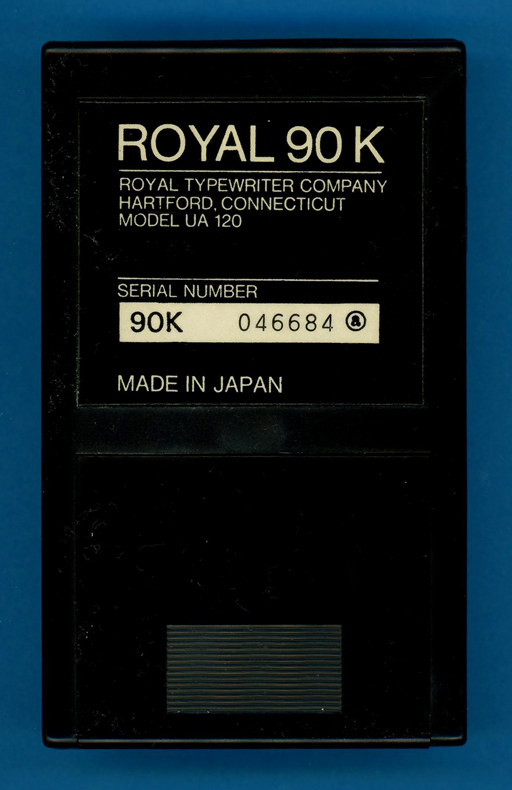 ROYAL 90 K
ROYAL TYPEWRITER COMPANY
HARTFORD, CONNECTICUT
MODEL UA 120
SERIAL NUMBER
90K 046684 Ⓐ
MADE IN JAPAN